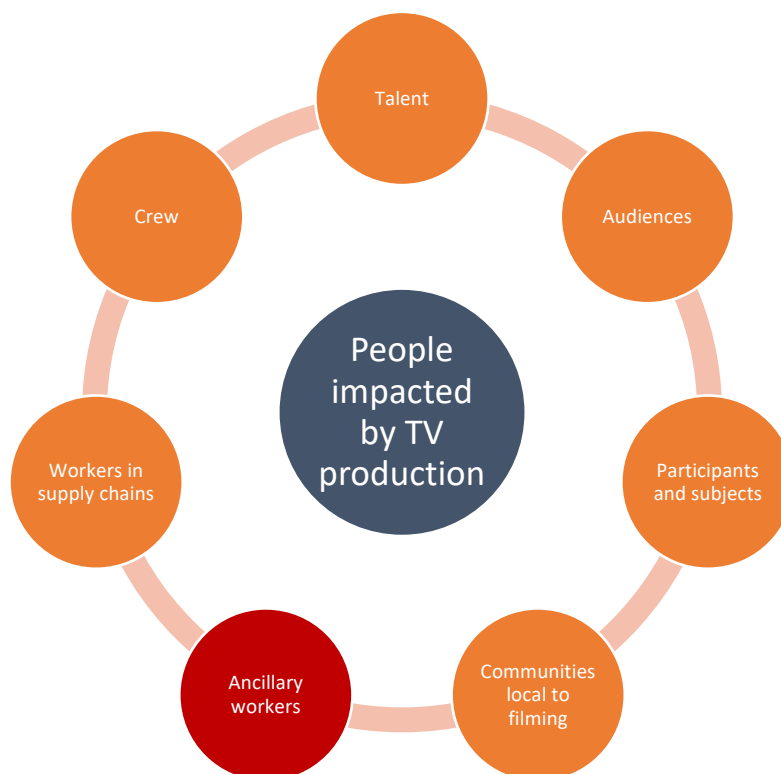 Talent
Crew
Audiences
People
impacted
by TV
production
Workers in
supply chains
Participants
and subjects
Ancillary
workers
Communities
local to
filming